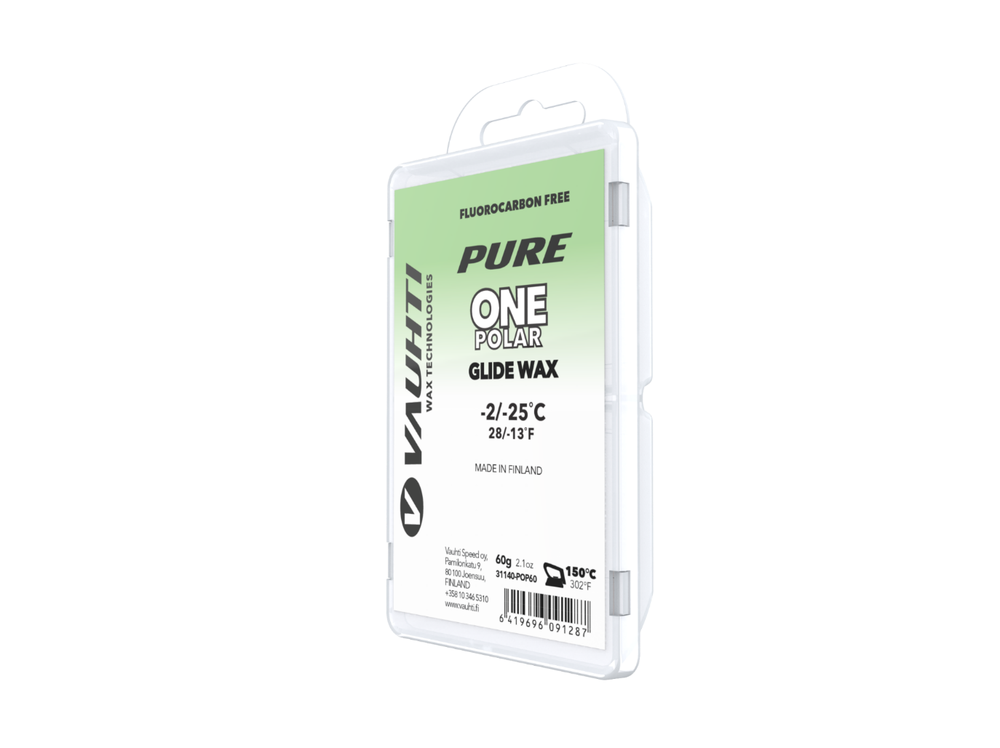 FLUOROCARBON FREE
PURE
ONE
POLAR
GLIDE WAX
-2/-25°C
28/-13°F
MADE IN FINLAND
VAUHTI
WAX TECHNOLOGIES
V
Vauhti Speed oy,
Pamilonkatu 9,
80100 Joensuu,
FINLAND
+358 10 346 5310
www.vauhti.fi
60g 2.1oz
31140-POP60
150°C
302°F
6 419696 091287